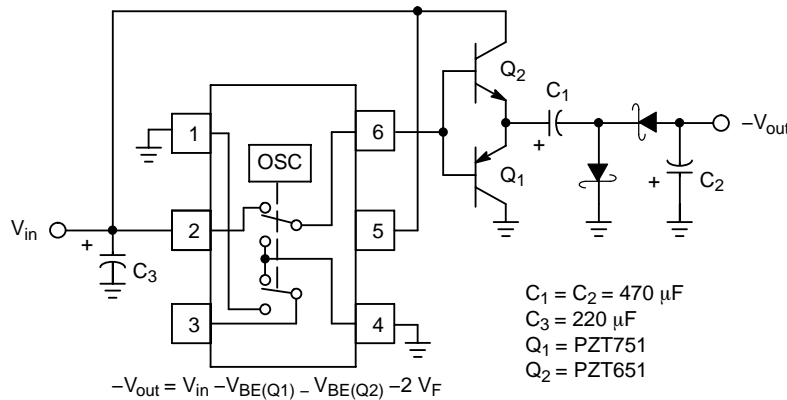 Q2
C1
6
1
OSC
+
−Vout
Q1
+
C2
Vin
2
5
+
C3
C1 = C2 = 470 μF
C3 = 220 μF
3
4
Q1 = PZT751
Q2 = PZT651
−Vout = Vin −VBE(Q1) − VBE(Q2) −2 VF